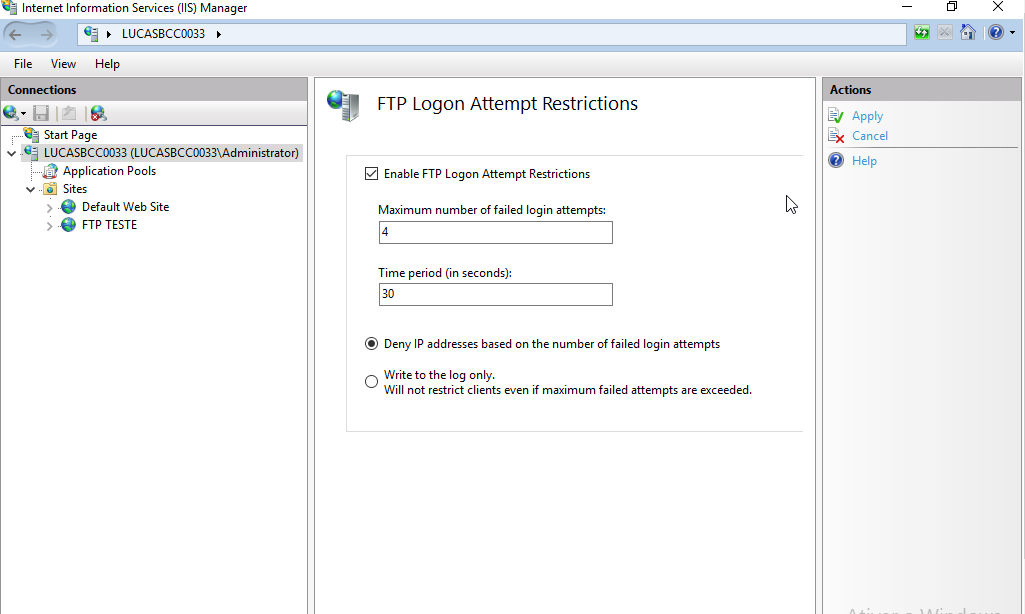 Internet Information Services (IIS) Manager
LUCASBCC0033
File View Help
Connections
Start Page
LUCASBCC0033 (LUCASBCC0033\Administrator)
Application Pools
Sites
Default Web Site
FTP TESTE
FTP Logon Attempt Restrictions
Enable FTP Logon Attempt Restrictions
Maximum number of failed login attempts:
4
Time period (in seconds):
30
Deny IP addresses based on the number of failed login attempts
Write to the log only.
Will not restrict clients even if maximum failed attempts are exceeded.
Actions
Apply
Cancel
Help
Ativar o Windows